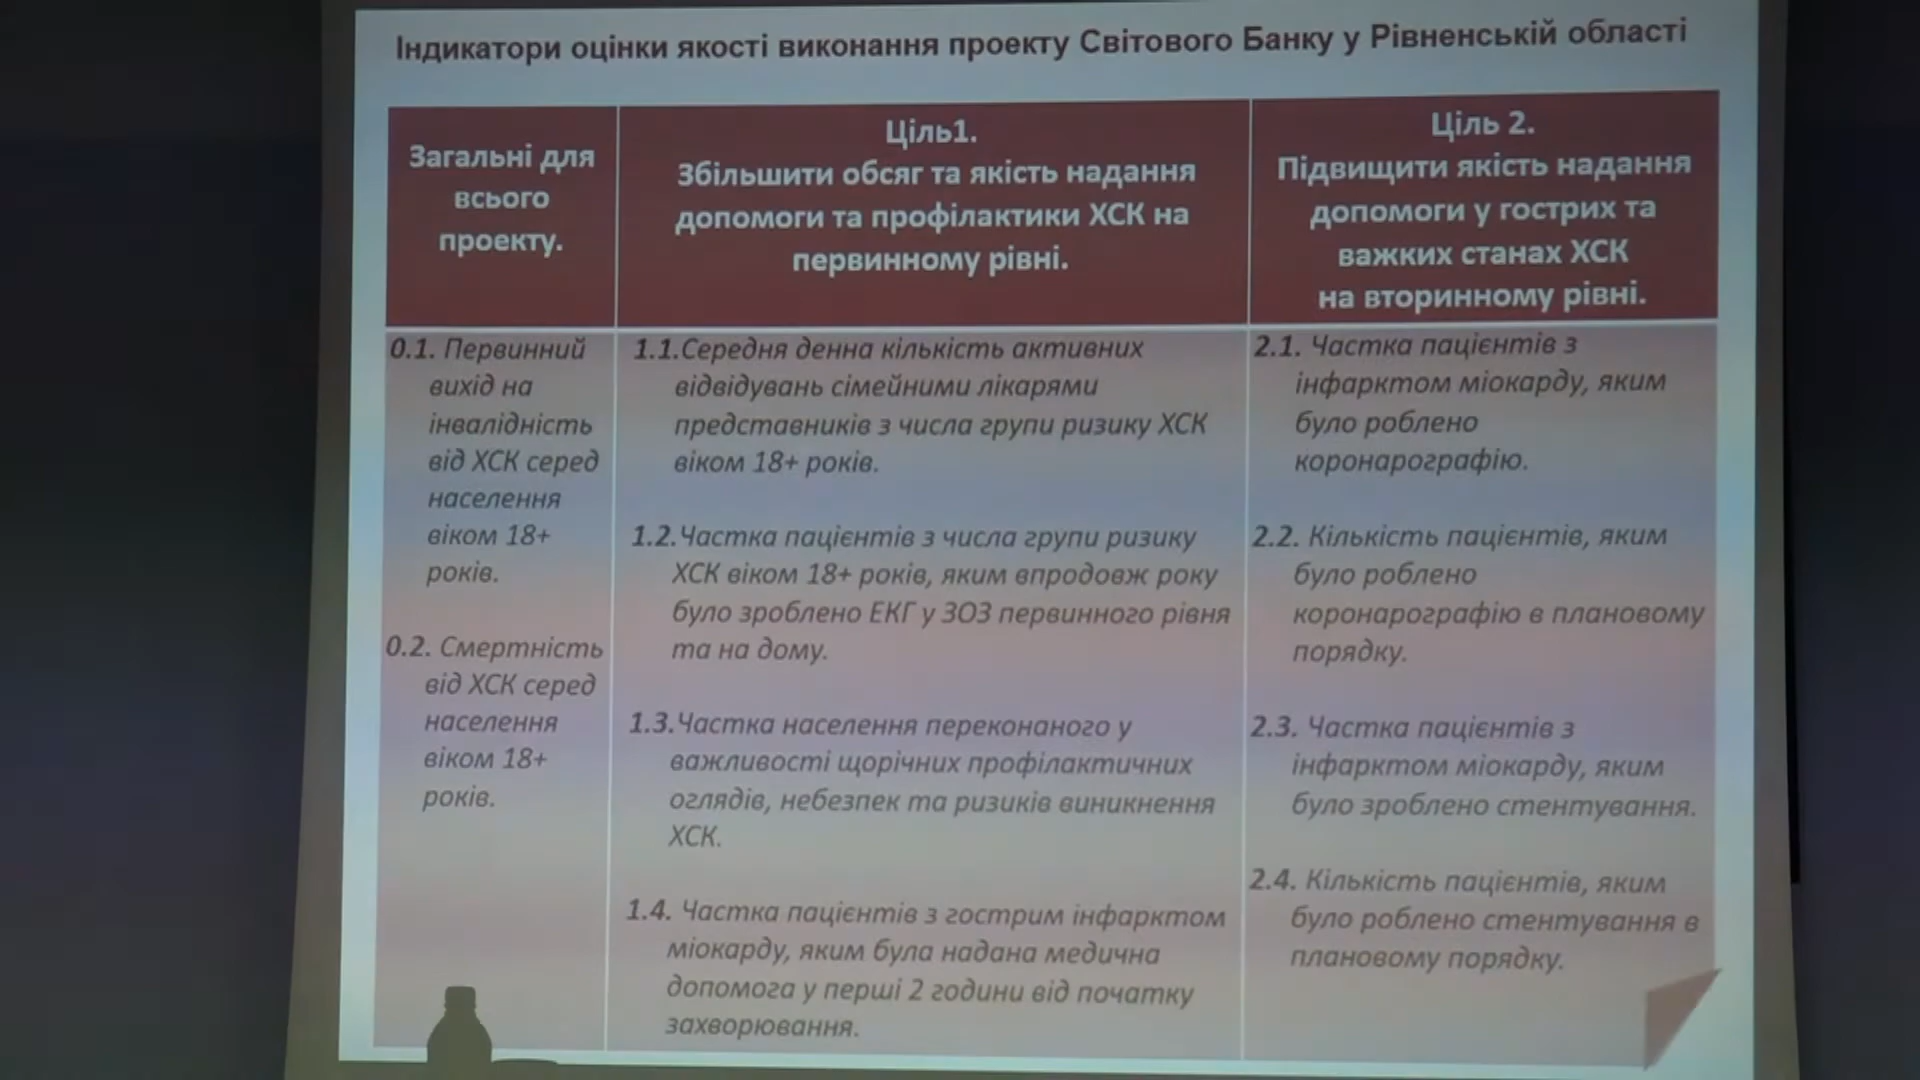 Індикатори оцінки якості виконання проекту Світового Банку у Рівненській області
Загальні для
всього
проекту.
Ціль1.
Збільшити обсяг та якість надання
допомоги та профілактики ХСК на
первинному рівні.
Ціль 2.
Підвищити якість надання
допомоги у гострих та
важких станах ХСК
на вторинному рівні.
0.1. Первинний
вихід на
інвалідність
від ХСК серед
населення
віком 18+
років.
0.2. Смертність
від ХСК серед
населення
віком 18+
років.
1.1.Середня денна кількість активних
відвідувань сімейними лікарями
представників з числа групи ризику ХСК
віком 18+ років.
1.2.Частка пацієнтів з числа групи ризику
ХСК віком 18+ років, яким впродовж року
було зроблено ЕКГ у ЗОЗ первинного рівня
та на дому.
1.3.Частка населення переконаного у
важливості щорічних профілактичних
оглядів, небезпек та ризиків виникнення
ХСК.
1.4. Частка пацієнтів з гострим інфарктом
міокарду, яким була надана медична
допомога у перші 2 години від початку
захворювання.
2.1. Частка пацієнтів з
інфарктом міокарду, яким
було роблено
коронарографію.
2.2. Кількість пацієнтів, яким
було роблено
коронарографію в плановому
порядку.
2.3. Частка пацієнтів з
інфарктом міокарду, яким
було зроблено стентування.
2.4. Кількість пацієнтів, яким
було роблено стентування в
плановому порядку.